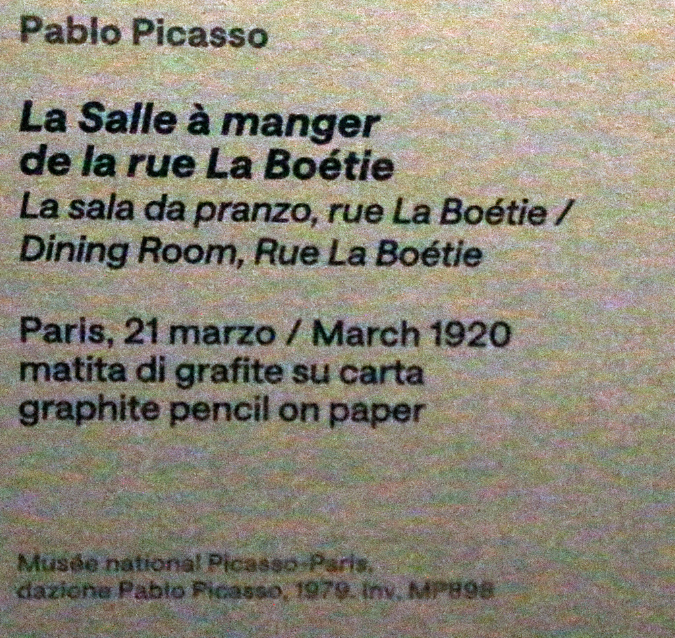 Pablo Picasso
La Salle à manger
de la rue La Boétie
La sala da pranzo, rue La Boétie /
Dining Room, Rue La Boétie
Paris, 21 marzo / March 1920
matita di grafite su carta
graphite pencil on paper
Musée national Picasso-Paris,
dazione Pablo Picasso, 1979. Inv.